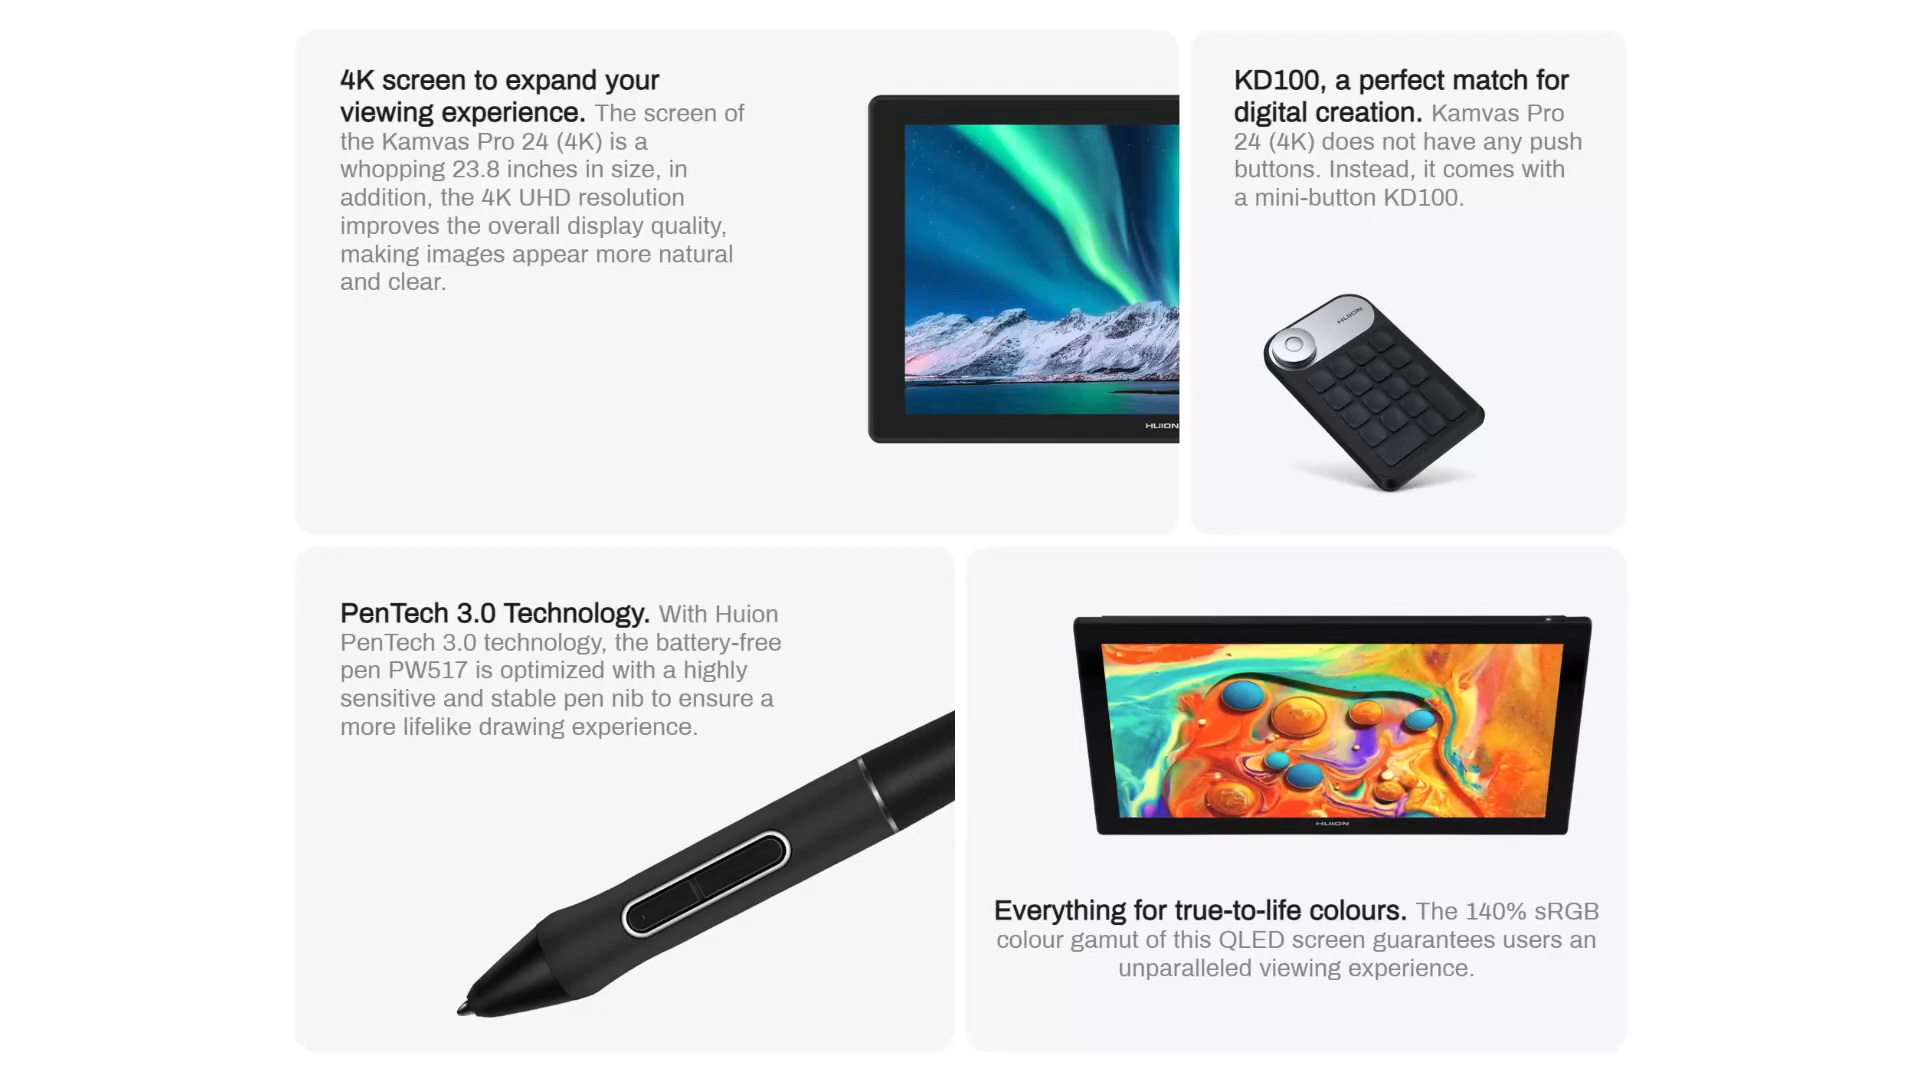 4K screen to expand your
viewing experience. The screen of
the Kamvas Pro 24 (4K) is a
whopping 23.8 inches in size, in
addition, the 4K UHD resolution
improves the overall display quality,
making images appear more natural
and clear.
HUION
KD100, a perfect match for
digital creation. Kamvas Pro
24 (4K) does not have any push
buttons. Instead, it comes with
a mini-button KD100.
HUION
PenTech 3.0 Technology. With Huion
PenTech 3.0 technology, the battery-free
pen PW517 is optimized with a highly
sensitive and stable pen nib to ensure a
more lifelike drawing experience.
HUION
Everything for true-to-life colours. The 140% sRGB
colour gamut of this QLED screen guarantees users an
unparalleled viewing experience.